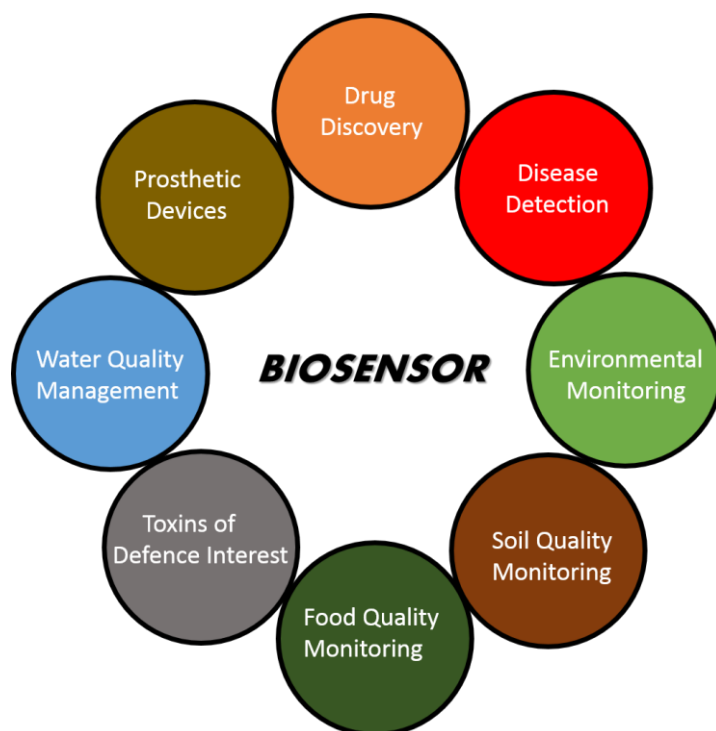 Drug
Discovery
Disease
Detection
Environmental
Monitoring
Soil Quality
Monitoring
Food Quality
Monitoring
Toxins of
Defence Interest
Water Quality
Management
Prosthetic
Devices
BIOSENSOR